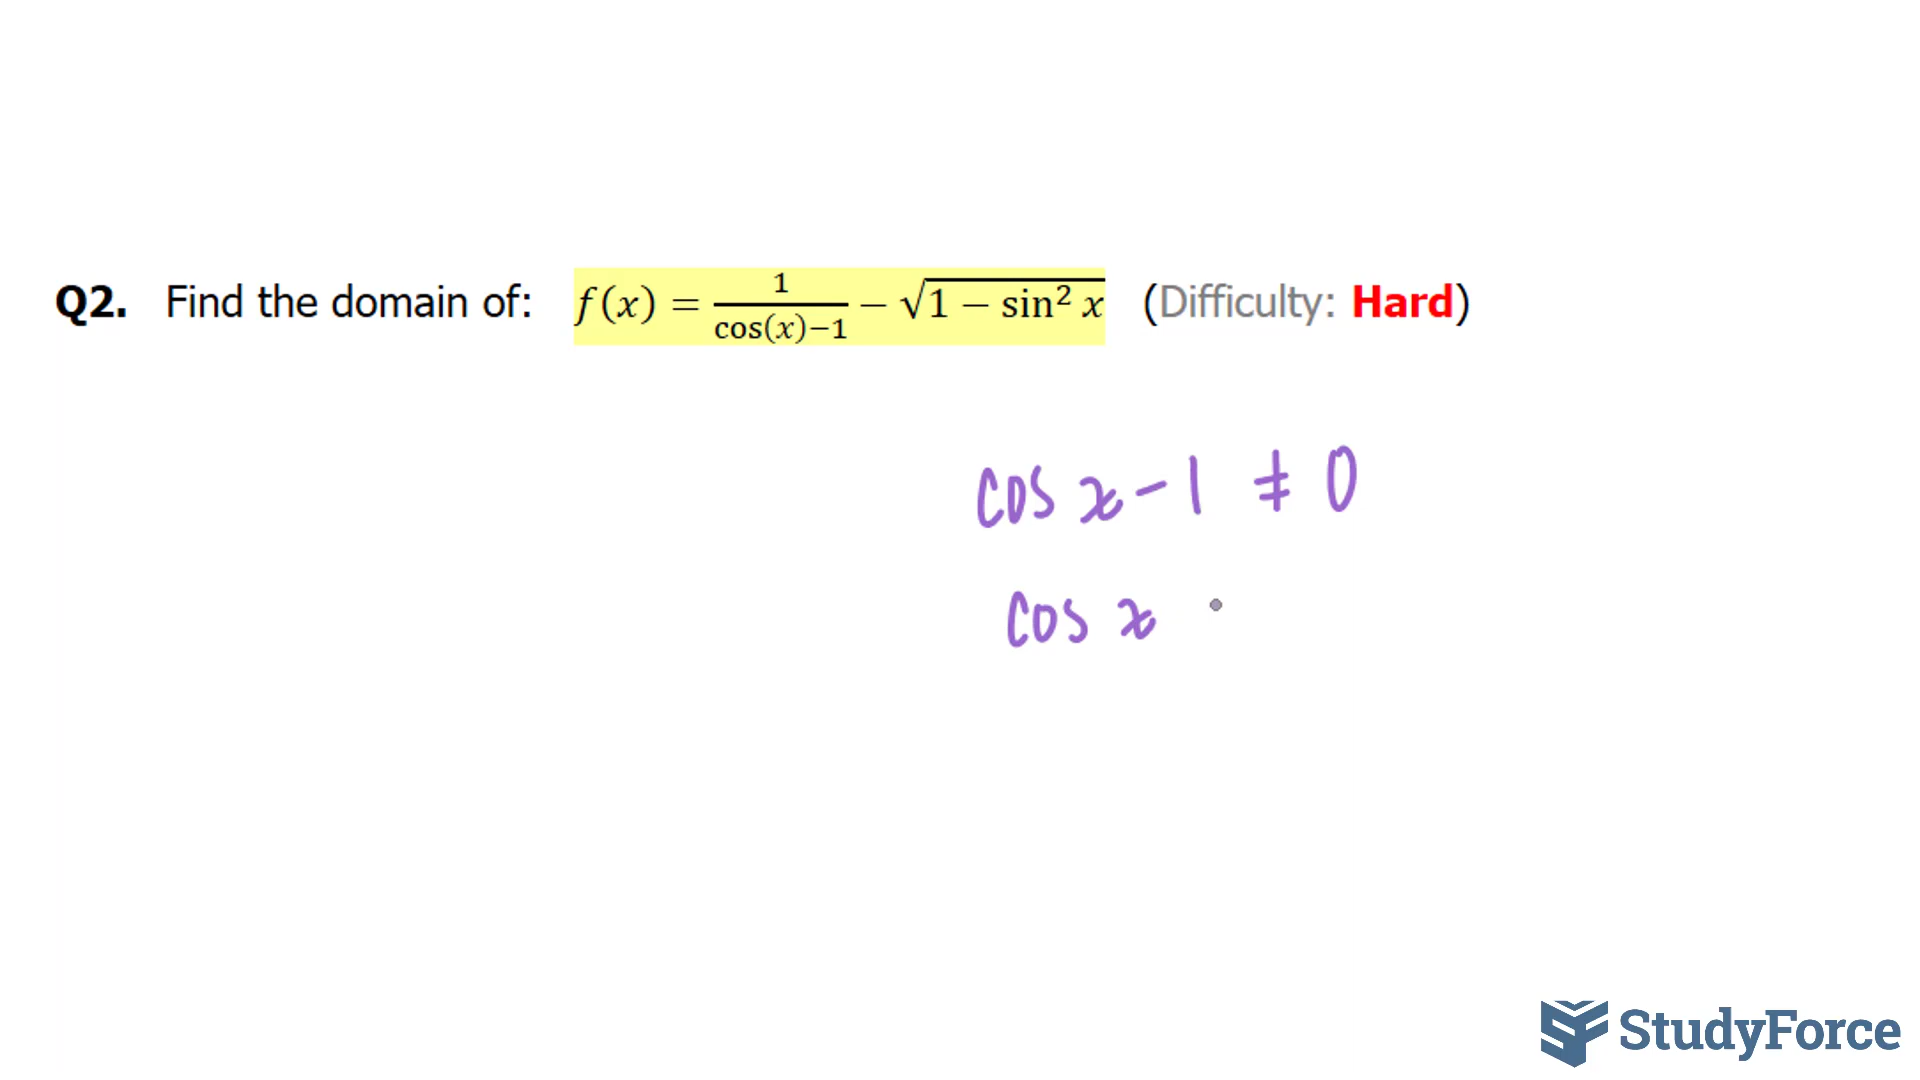 Q2. Find the domain of: f(x) = 1/cos(x)−1 − √1 − sin² x (Difficulty: Hard)
cos x - 1 ≠ 0
cos x
StudyForce